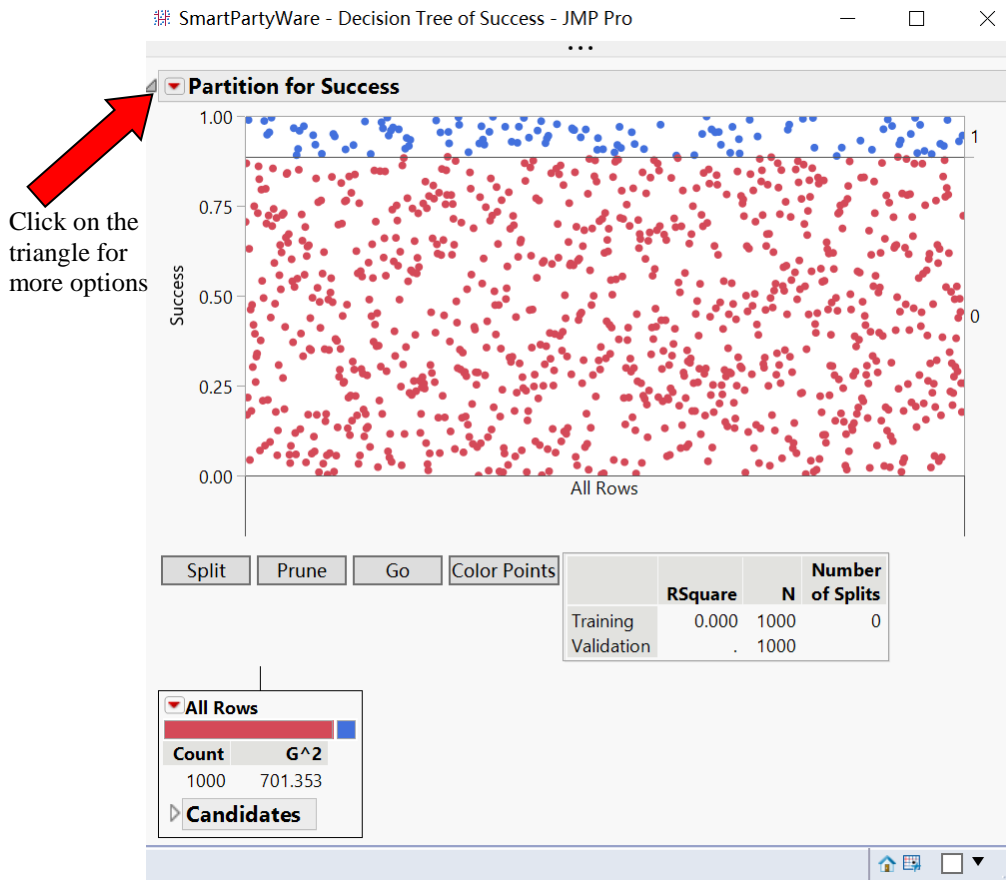 SmartPartyWare - Decision Tree of Success - JMP Pro
Partition for Success
Click on the
triangle for
more options
Success
1.00
0.75
0.50
0.25
0.00
1
0
All Rows
Split Prune Go Color Points
RSquare N Number of Splits
Training 0.000 1000 0
Validation . 1000
All Rows
Count G^2
1000 701.353
Candidates